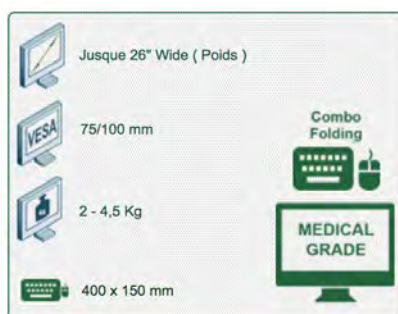 Jusque 26" Wide ( Poids )
VESA
75/100 mm
Combo
Folding
2 - 4,5 Kg
MEDICAL
GRADE
400 x 150 mm